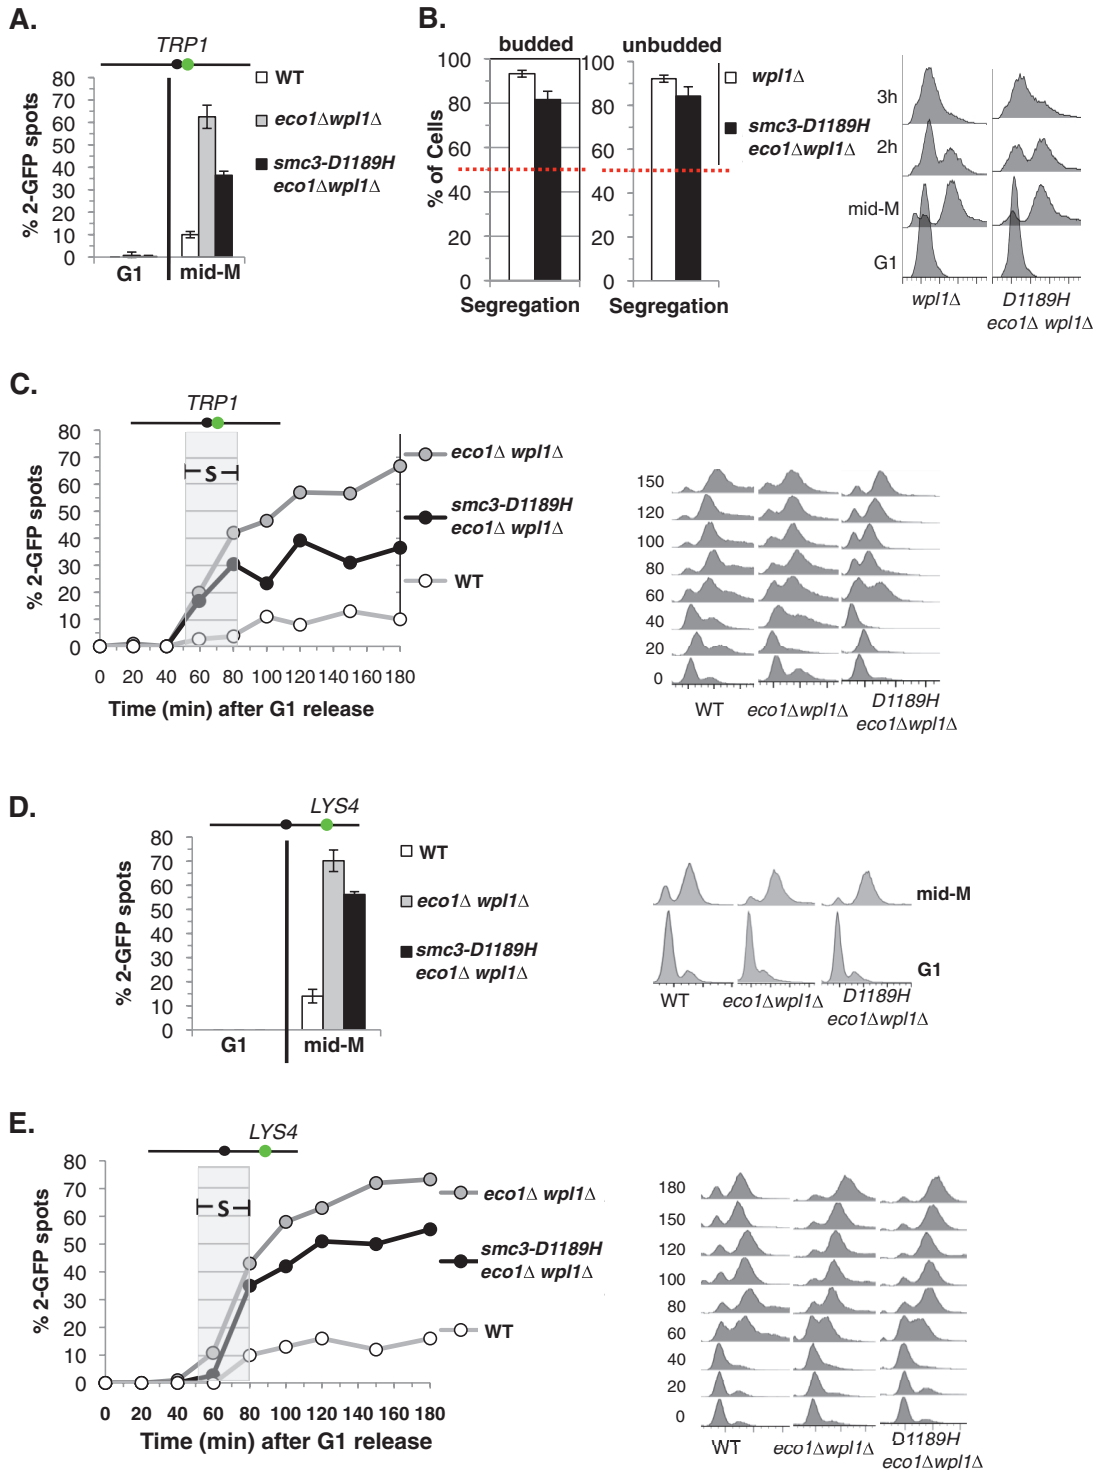 A.
TRP1
% 2-GFP spots
80
70
60
50
40
30
20
10
0
G1
mid-M
WT
eco1Δwpl1Δ
smc3-D1189H
eco1Δwpl1Δ
B.
% of Cells
budded
100
80
60
40
20
0
Segregation
unbudded
100
80
60
40
20
0
Segregation
wpl1Δ
smc3-D1189H
eco1Δwpl1Δ
3h
2h
mid-M
G1
wpl1Δ
D1189H
eco1Δ wpl1Δ
C.
TRP1
% 2-GFP spots
80
70
60
50
40
30
20
10
0
S
0 20 40 60 80 100 120 140 160 180
Time (min) after G1 release
eco1Δ wpl1Δ
smc3-D1189H
eco1Δ wpl1Δ
WT
150
120
100
80
60
40
20
0
WT
eco1Δwpl1Δ
D1189H
eco1Δwpl1Δ
D.
LYS4
% 2-GFP spots
80
70
60
50
40
30
20
10
0
G1
mid-M
WT
eco1Δ wpl1Δ
smc3-D1189H
eco1Δ wpl1Δ
mid-M
G1
WT
eco1Δwpl1Δ
D1189H
eco1Δwpl1Δ
E.
LYS4
% 2-GFP spots
80
70
60
50
40
30
20
10
0
S
0 20 40 60 80 100 120 140 160 180
Time (min) after G1 release
eco1Δ wpl1Δ
smc3-D1189H
eco1Δ wpl1Δ
WT
180
150
120
100
80
60
40
20
0
WT
eco1Δwpl1Δ
D1189H
eco1Δwpl1Δ